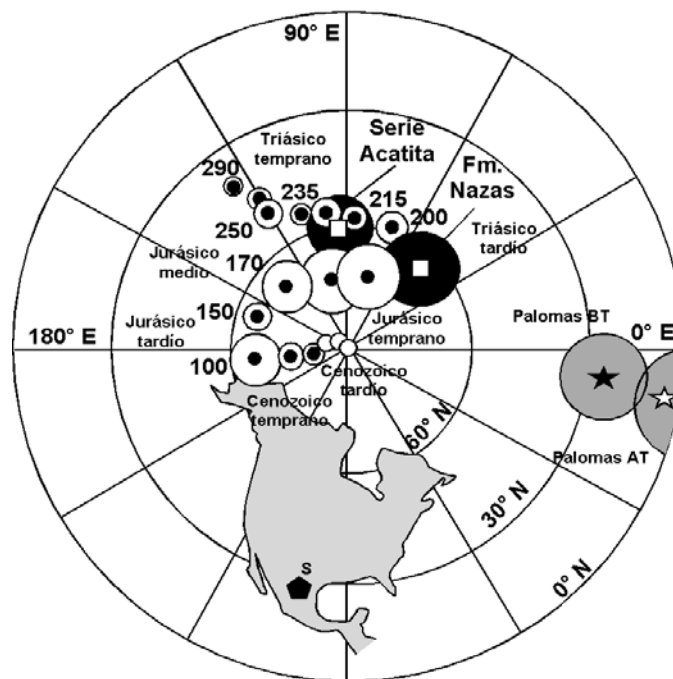 90° E
Serie
Acatita
Triásico
temprano
Fm.
Nazas
290
235
215
200
250
Triásico
tardío
Jurásico
medio
170
150
Jurásico
temprano
Palomas BT
Jurásico
tardío
180° E
0° E
100
Cenozoico
tardío
Cenozoico
temprano
60° N
Palomas AT
30° N
0° N
S